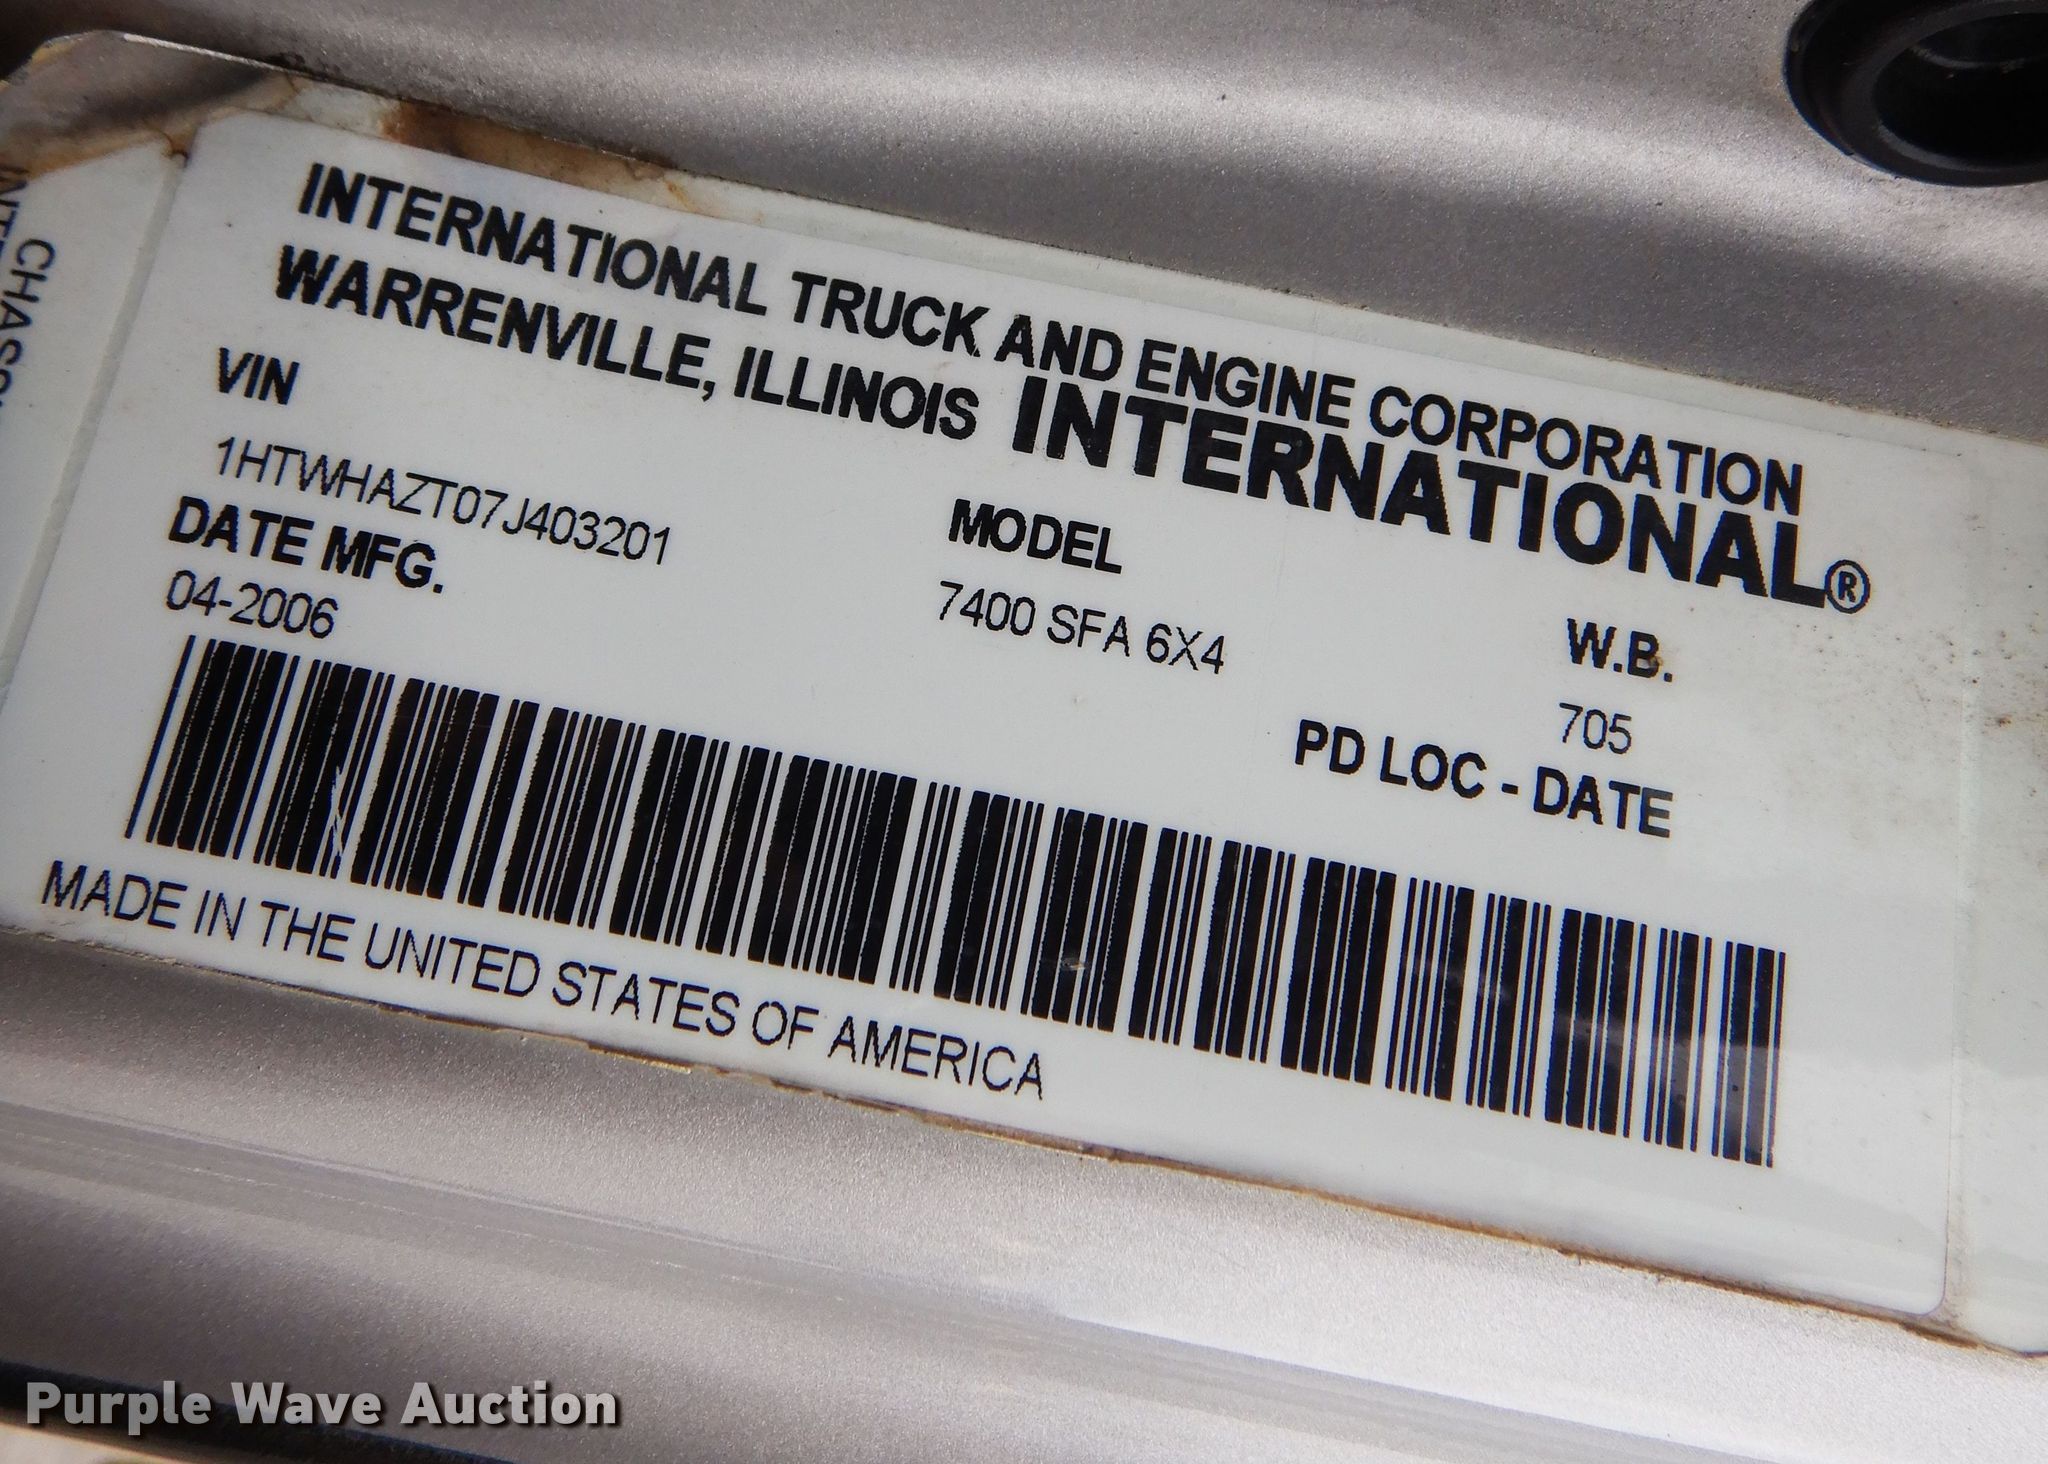 INTERNATIONAL TRUCK AND ENGINE CORPORATION
WARRENVILLE, ILLINOIS INTERNATIONAL®
VIN
1HTWHAZT07J403201
MODEL
7400 SFA 6X4
W.B.
705
DATE MFG.
04-2006
PD LOC - DATE
MADE IN THE UNITED STATES OF AMERICA
Purple Wave Auction